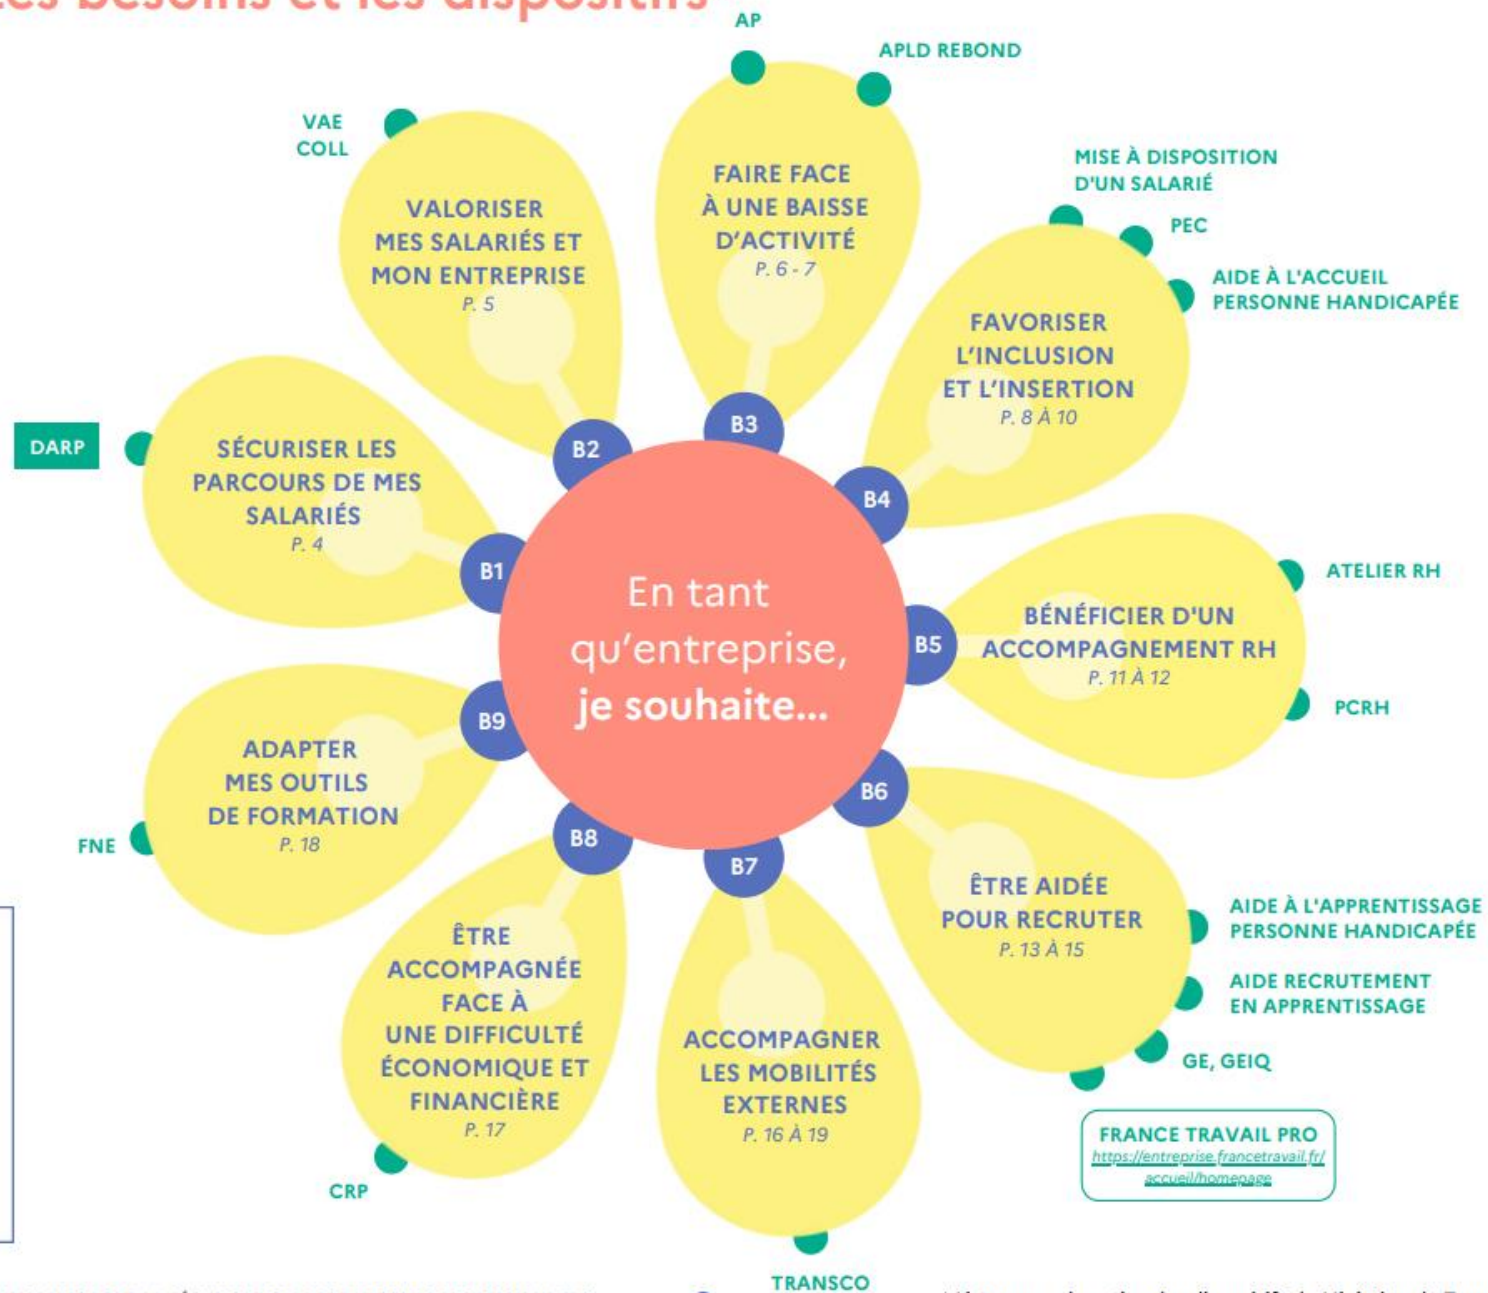 les besoins et les dispositifs
AP
APLD REBOND
VAE
COLL
VALORISER
MES SALARIÉS ET
MON ENTREPRISE
P. 5
FAIRE FACE
À UNE BAISSE
D'ACTIVITÉ
P. 6 - 7
MISE À DISPOSITION
D'UN SALARIÉ
PEC
AIDE À L'ACCUEIL
PERSONNE HANDICAPÉE
FAVORISER
L'INCLUSION
ET L'INSERTION
P. 8 À 10
DARP
SÉCURISER LES
PARCOURS DE MES
SALARIÉS
P. 4
B1
B2
B3
B4
B5
B6
B7
B8
B9
En tant
qu'entreprise,
je souhaite...
BÉNÉFICIER D'UN
ACCOMPAGNEMENT RH
P. 11 À 12
ATELIER RH
PCRH
ADAPTER
MES OUTILS
DE FORMATION
P. 18
FNE
ÊTRE
ACCOMPAGNÉE
FACE À
UNE DIFFICULTÉ
ÉCONOMIQUE ET
FINANCIÈRE
P. 17
CRP
ACCOMPAGNER
LES MOBILITÉS
EXTERNES
P. 16 À 19
TRANSCO
ÊTRE AIDÉE
POUR RECRUTER
P. 13 À 15
AIDE À L'APPRENTISSAGE
PERSONNE HANDICAPÉE
AIDE RECRUTEMENT
EN APPRENTISSAGE
GE, GEIQ
FRANCE TRAVAIL PRO
https://entreprise.francetravail.fr/
accueil/homepage